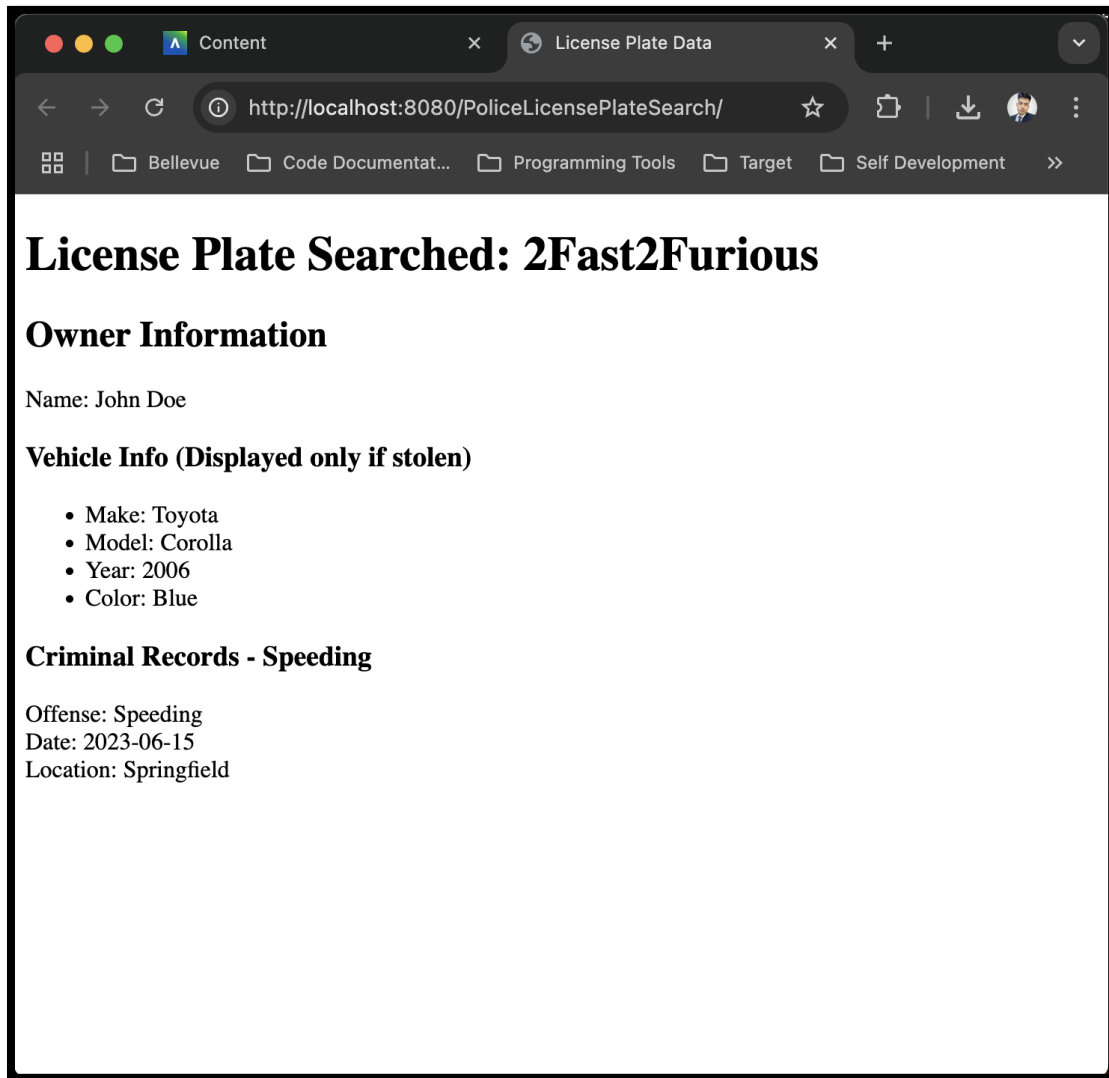 Content
License Plate Data
http://localhost:8080/PoliceLicensePlateSearch/
Bellevue
Code Documentat...
Programming Tools
Target
Self Development
License Plate Searched: 2Fast2Furious
Owner Information
Name: John Doe
Vehicle Info (Displayed only if stolen)
• Make: Toyota
• Model: Corolla
• Year: 2006
• Color: Blue
Criminal Records - Speeding
Offense: Speeding
Date: 2023-06-15
Location: Springfield